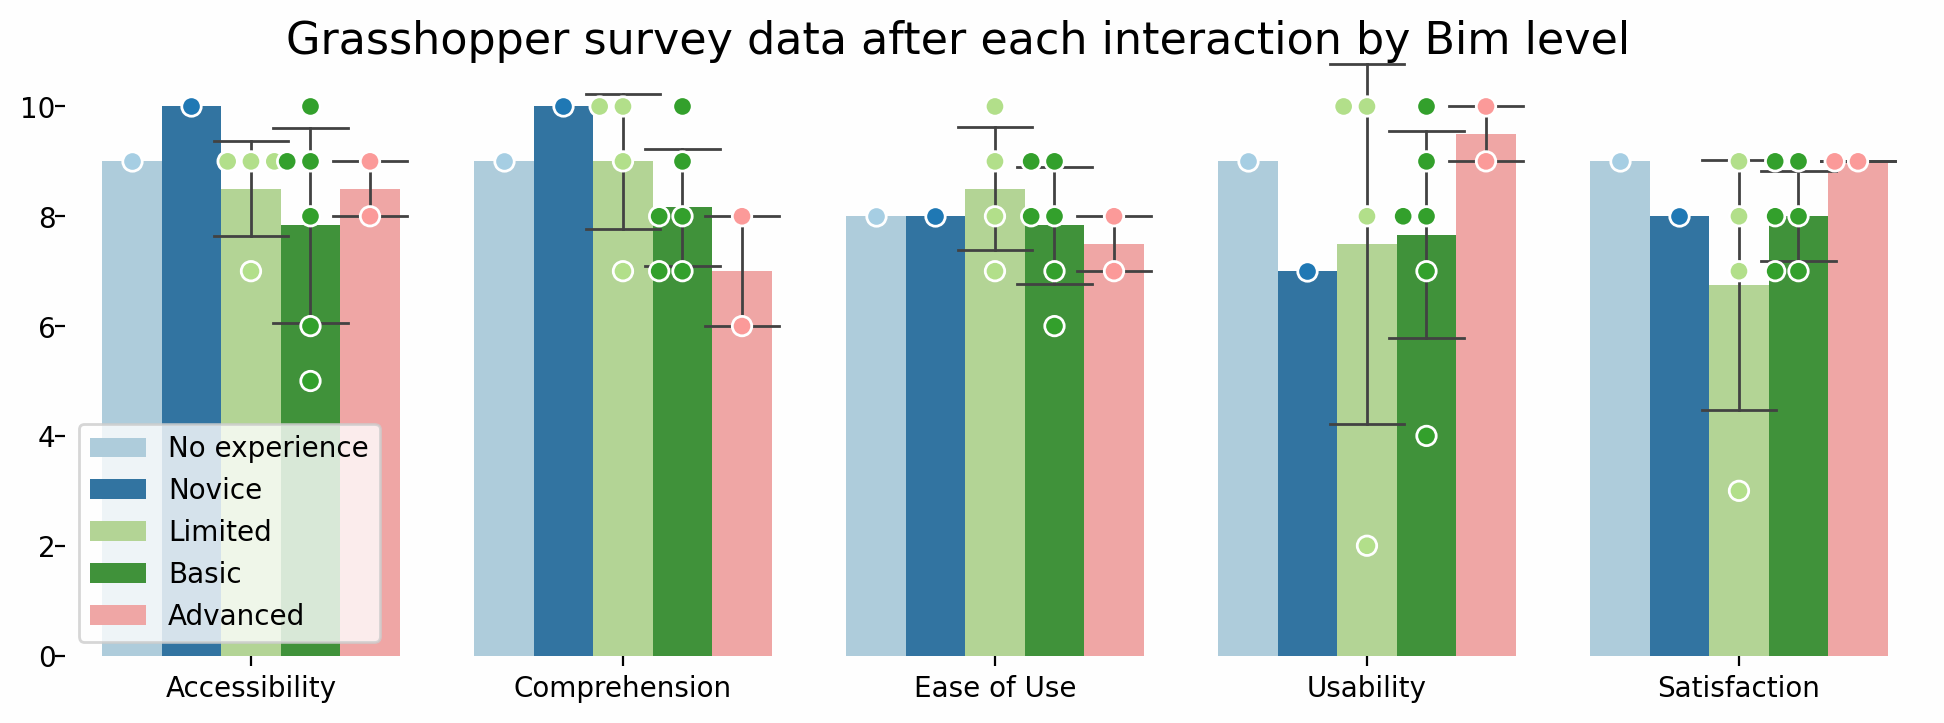 Grasshopper survey data after each interaction by Bim level
10
8
6
4
2
0
No experience
Novice
Limited
Basic
Advanced
Accessibility
Comprehension
Ease of Use
Usability
Satisfaction